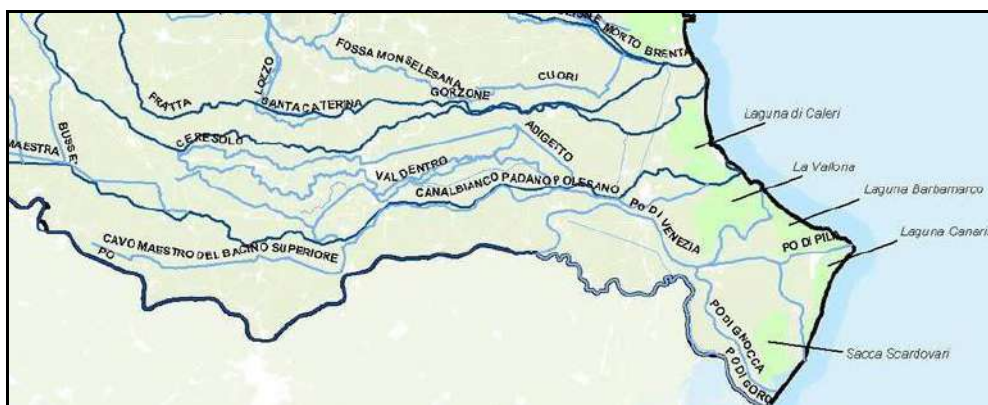 MORTO BRENTA
FOSSA MONSELESANA
CUORI
LOZZO
GORZONE
FRATTA
SANTA CATERINA
Laguna di Caleri
BUSSE
CERESOLO
ADIGETTO
MAESTRA
VALDENTRO
La Vallona
CANALBIANCO PADANO POLESANO
Laguna Barbamarco
PO DI VENEZIA
Laguna Canari
CAVO MAESTRO DEL BACINO SUPERIORE
PO DI PILA
PO
PO DI GNOCCA
Sacca Scardovari
PO DI GORO